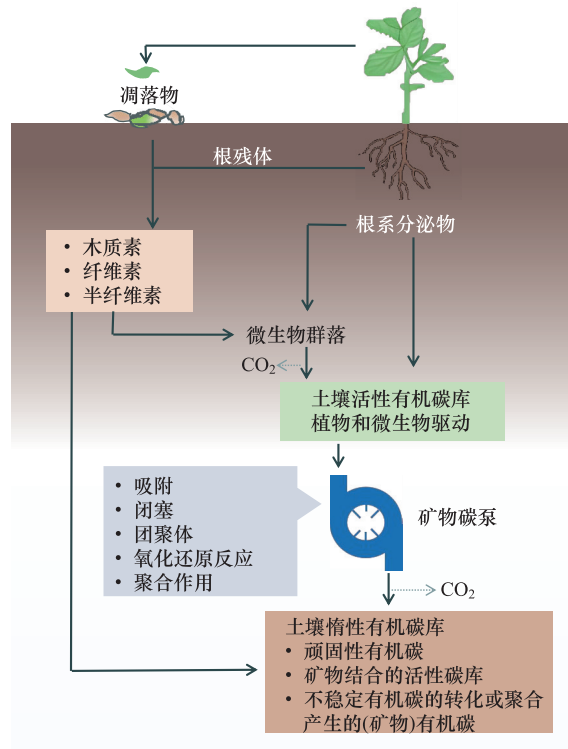 凋落物
根残体
根系分泌物
• 木质素
• 纤维素
• 半纤维素
微生物群落
CO₂
土壤活性有机碳库
植物和微生物驱动
• 吸附
• 闭塞
• 团聚体
• 氧化还原反应
• 聚合作用
矿物碳泵
CO₂
土壤惰性有机碳库
• 顽固性有机碳
• 矿物结合的活性碳库
• 不稳定有机碳的转化或聚合
产生的(矿物)有机碳